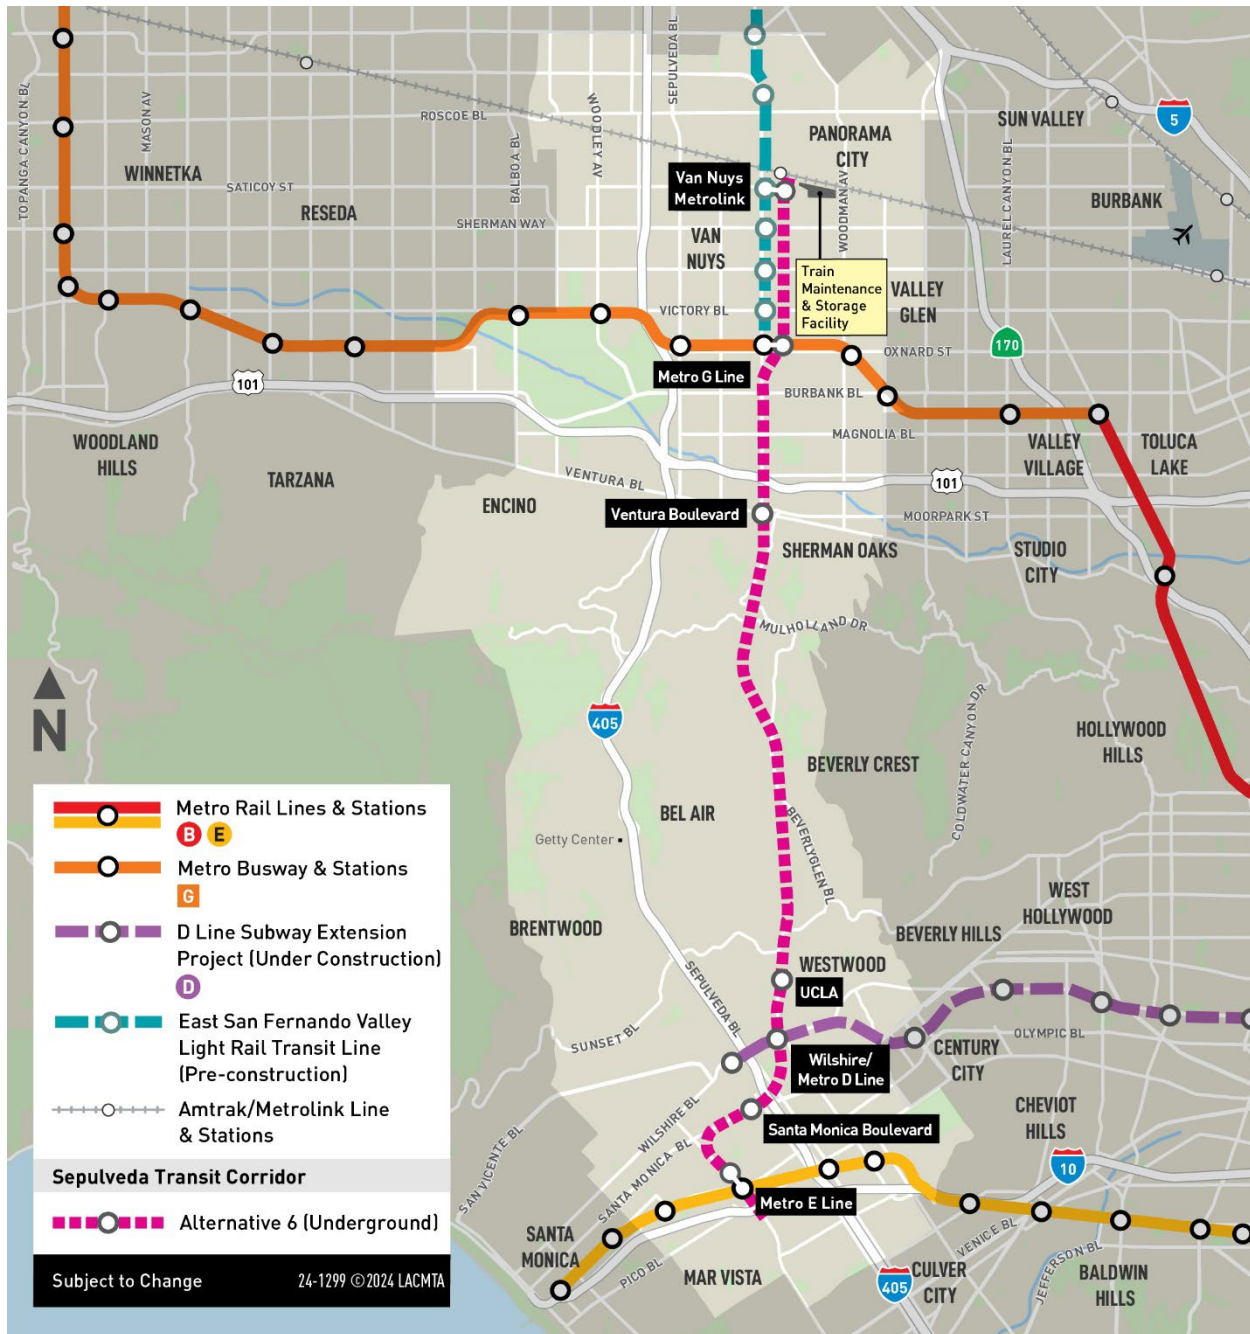 TOPANGA CANYON BL
MASON AV
WINNETKA
SATICOY ST
RESEDA
ROSCOE BL
SHERMAN WAY
BALBOA BL
WOODLEY AV
SEPULVEDA BL
PANORAMA
CITY
SUN VALLEY
5
LAUREL CANYON BL
WOODMAN AV
BURBANK
Van Nuys
Metrolink
VAN
NUYS
Train
Maintenance
& Storage
Facility
VALLEY
GLEN
VICTORY BL
170
OXNARD ST
Metro G Line
BURBANK BL
MAGNOLIA BL
101
WOODLAND
HILLS
TARZANA
VENTURA BL
ENCINO
Ventura Boulevard
101
MOORPARK ST
VALLEY
VILLAGE
TOLUCA
LAKE
SHERMAN OAKS
STUDIO
CITY
MULHOLLAND DR
N
405
COLDWATER CANYON DR
HOLLYWOOD
HILLS
BEVERLY CREST
BEL AIR
Getty Center
BEVERLYGLEN BL
BRENTWOOD
WEST
HOLLYWOOD
BEVERLY HILLS
WESTWOOD
UCLA
SEPULVEDA BL
SUNSET BL
OLYMPIC BL
CENTURY
CITY
Wilshire/
Metro D Line
WILSHIRE BL
Santa Monica Boulevard
CHEVIOT
HILLS
10
SAN VICENTE BL
SANTA MONICA BL
Metro E Line
SANTA
MONICA
PICO BL
MAR VISTA
VENICE BL
405
CULVER
CITY
JEFFERSON BL
BALDWIN
HILLS
Metro Rail Lines & Stations
B E
Metro Busway & Stations
G
D Line Subway Extension
Project (Under Construction)
D
East San Fernando Valley
Light Rail Transit Line
(Pre-construction)
Amtrak/Metrolink Line
& Stations
Sepulveda Transit Corridor
Alternative 6 (Underground)
Subject to Change 24-1299 ©2024 LACMTA